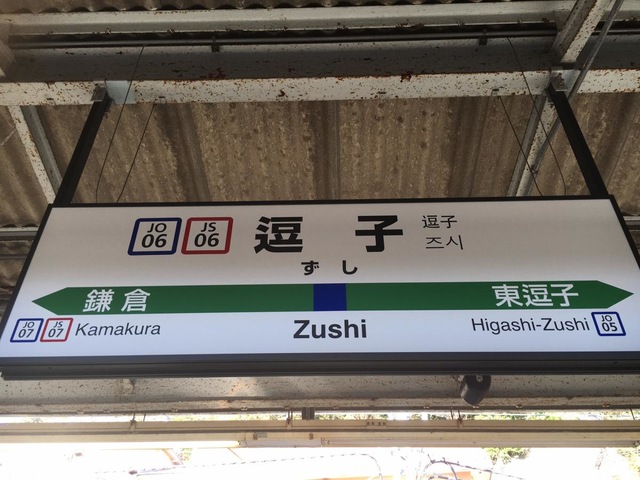 JO 06 JS 06 逗子 逗子
즈시
ずし
鎌倉 東逗子
JO 07 JS 07 Kamakura Zushi Higashi-Zushi JO 05